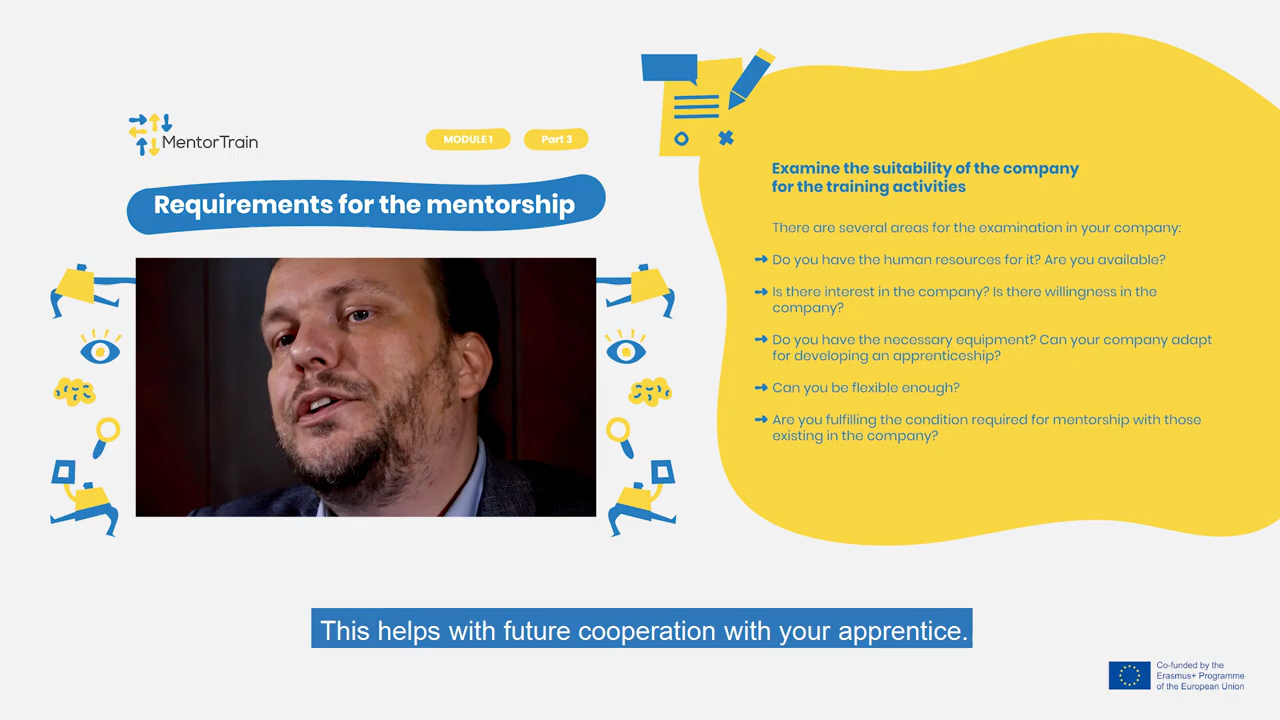 MentorTrain
MODULE 1
Part 3
Requirements for the mentorship
Examine the suitability of the company
for the training activities
There are several areas for the examination in your company:
Do you have the human resources for it? Are you available?
Is there interest in the company? Is there willingness in the
company?
Do you have the necessary equipment? Can your company adapt
for developing an apprenticeship?
Can you be flexible enough?
Are you fulfilling the condition required for mentorship with those
existing in the company?
This helps with future cooperation with your apprentice.
Co-funded by the
Erasmus+ Programme
of the European Union